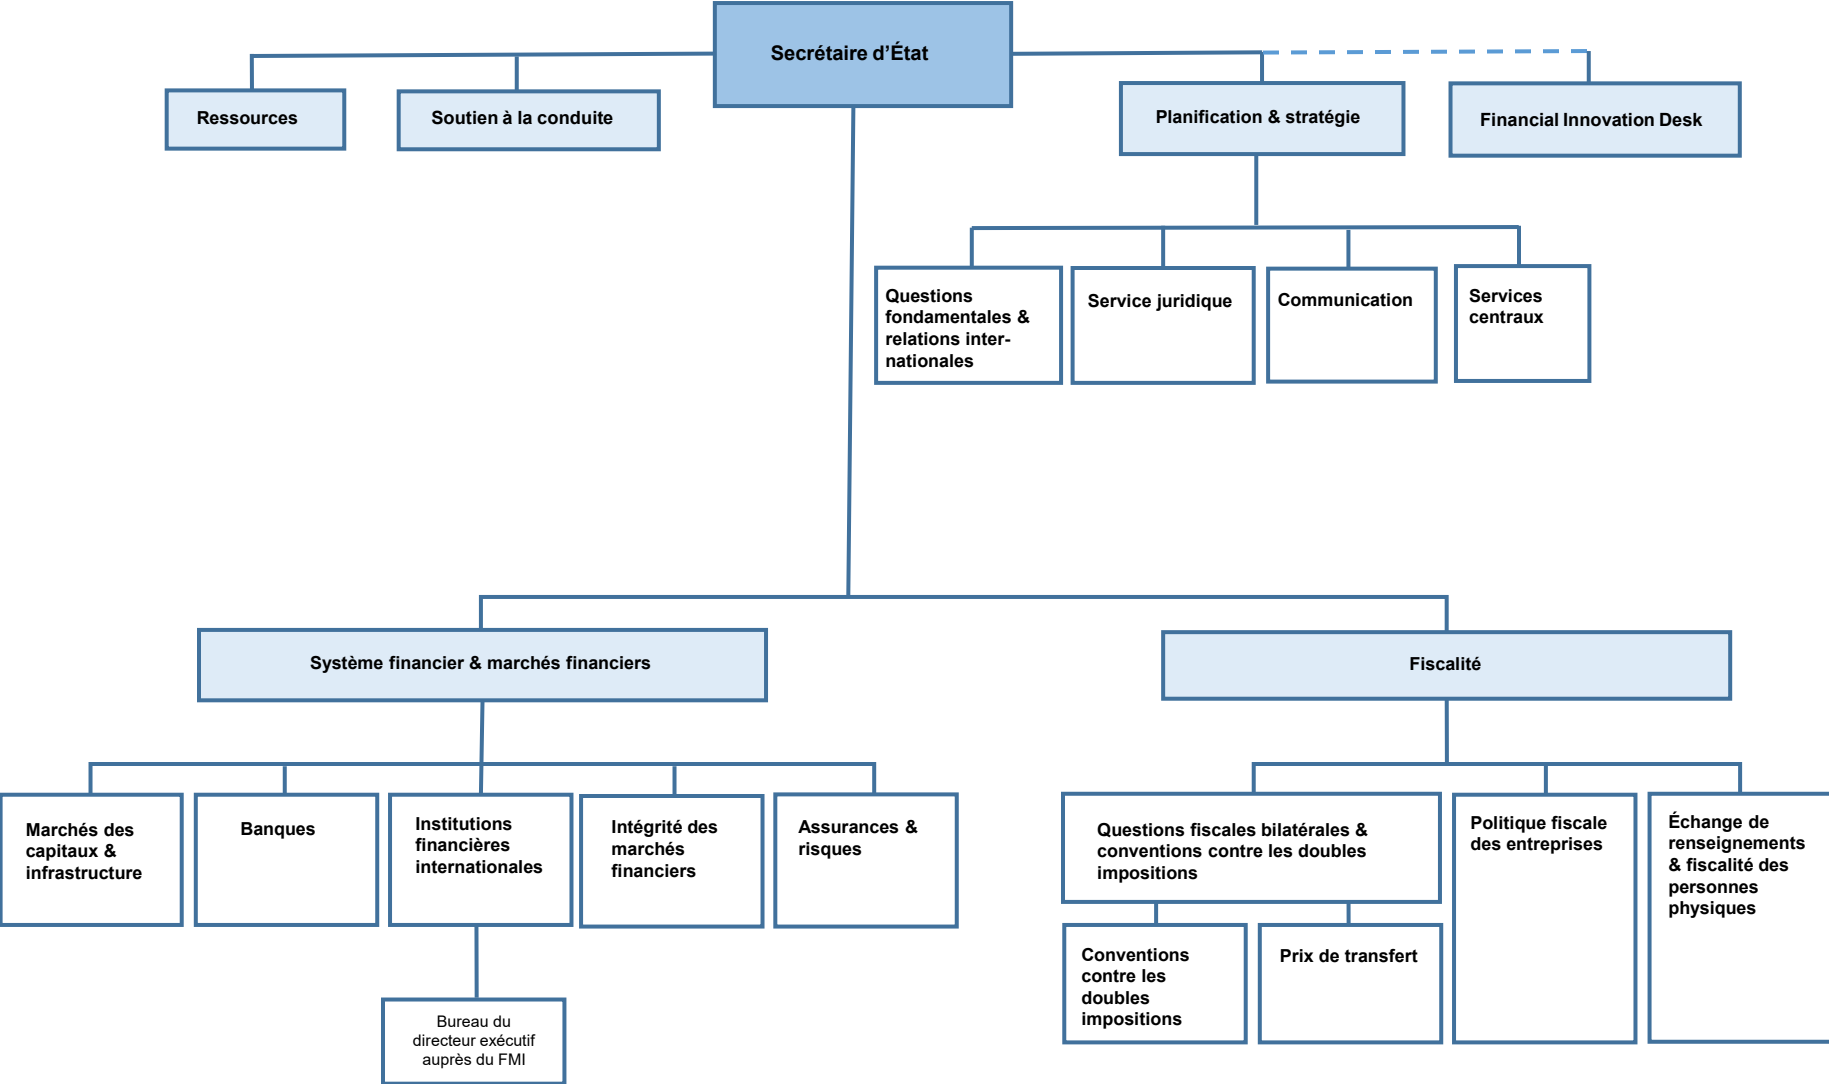 Secrétaire d’État
Ressources
Soutien à la conduite
Planification & stratégie
Financial Innovation Desk
Questions
fondamentales &
relations inter-
nationales
Service juridique
Communication
Services
centraux
Système financier & marchés financiers
Fiscalité
Marchés des
capitaux &
infrastructure
Banques
Institutions
financières
internationales
Intégrité des
marchés
financiers
Assurances &
risques
Questions fiscales bilatérales &
conventions contre les doubles
impositions
Politique fiscale
des entreprises
Échange de
renseignements
& fiscalité des
personnes
physiques
Conventions
contre les
doubles
impositions
Prix de transfert
Bureau du
directeur exécutif
auprès du FMI